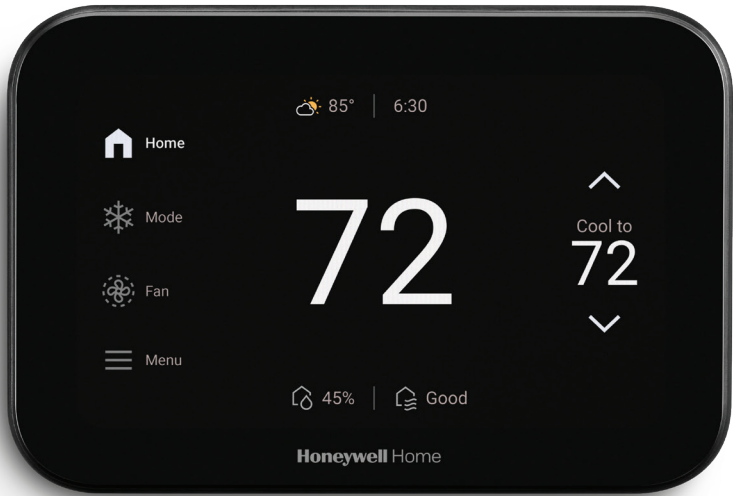 85° | 6:30
Home
Mode
Fan
Menu
72
Cool to
72
45% | Good
Honeywell Home